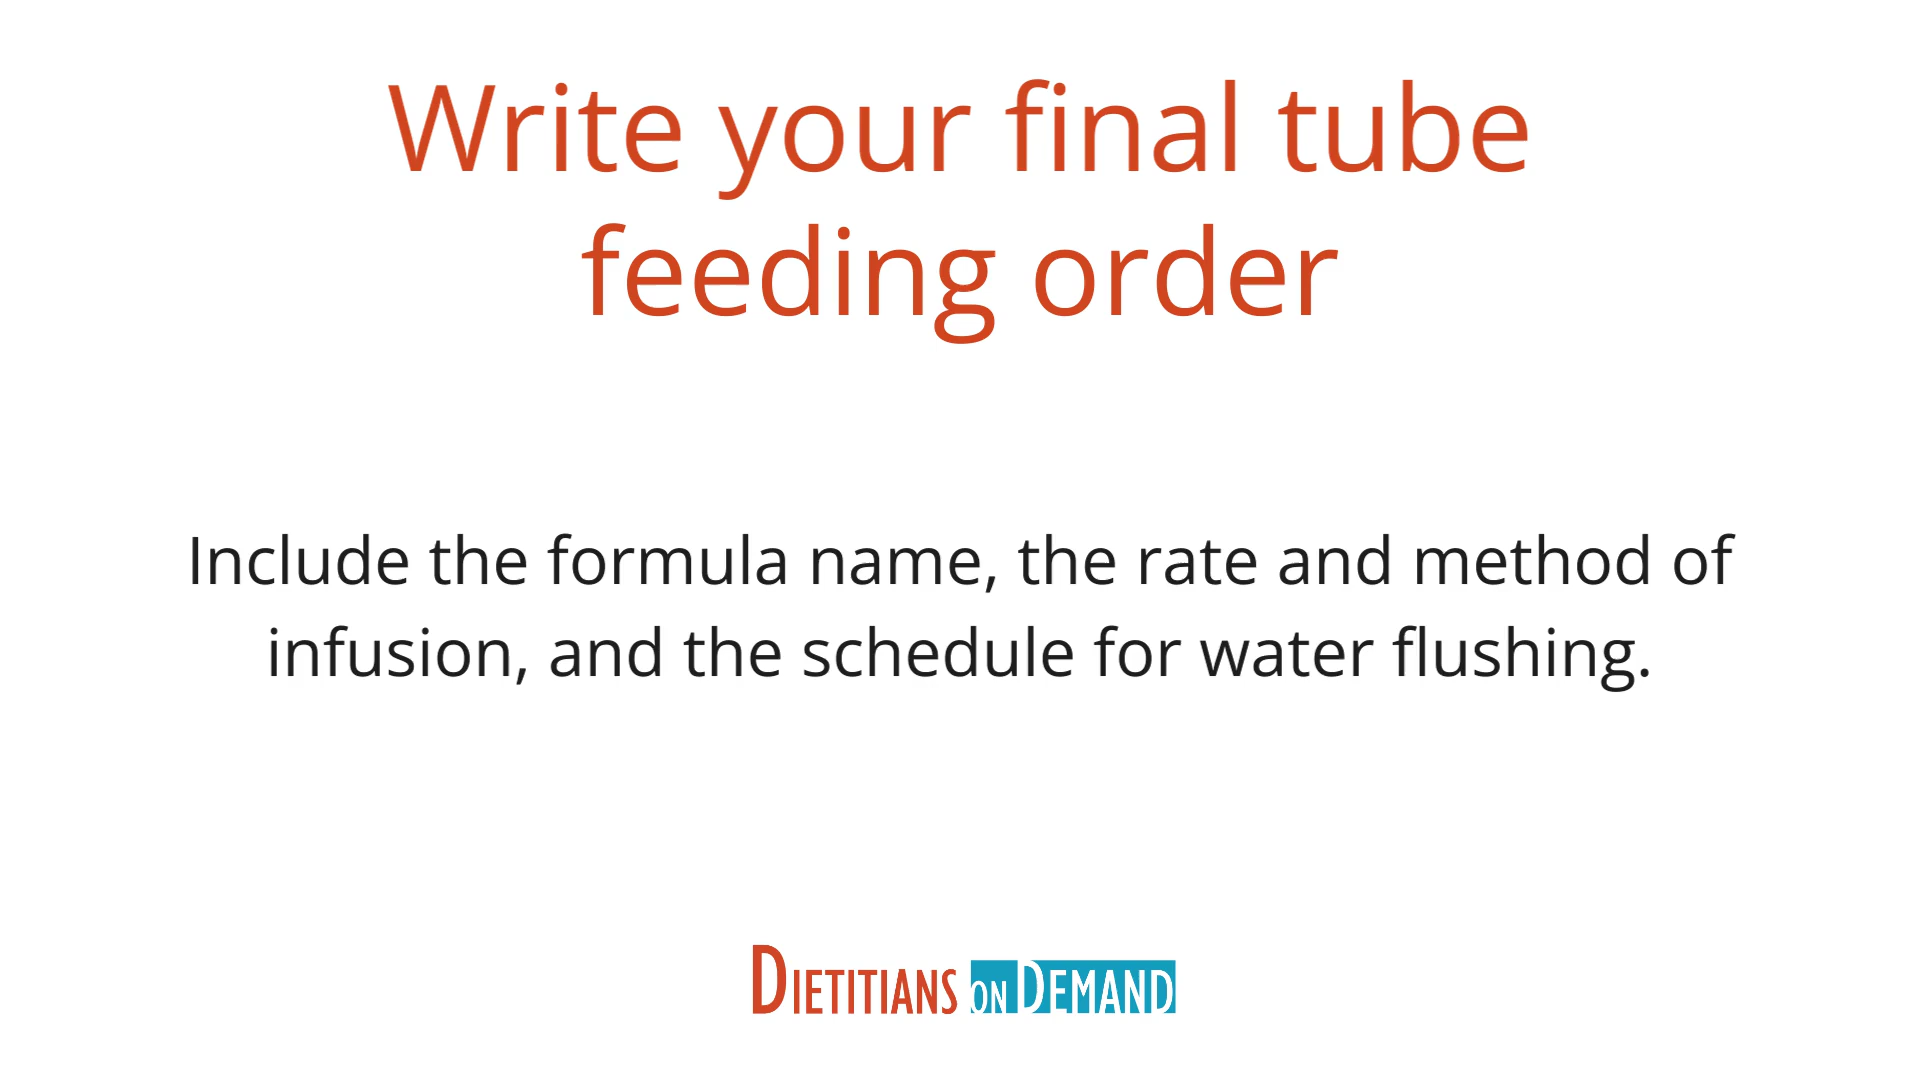 Write your final tube
feeding order
Include the formula name, the rate and method of
infusion, and the schedule for water flushing.
DIETITIANS ON DEMAND